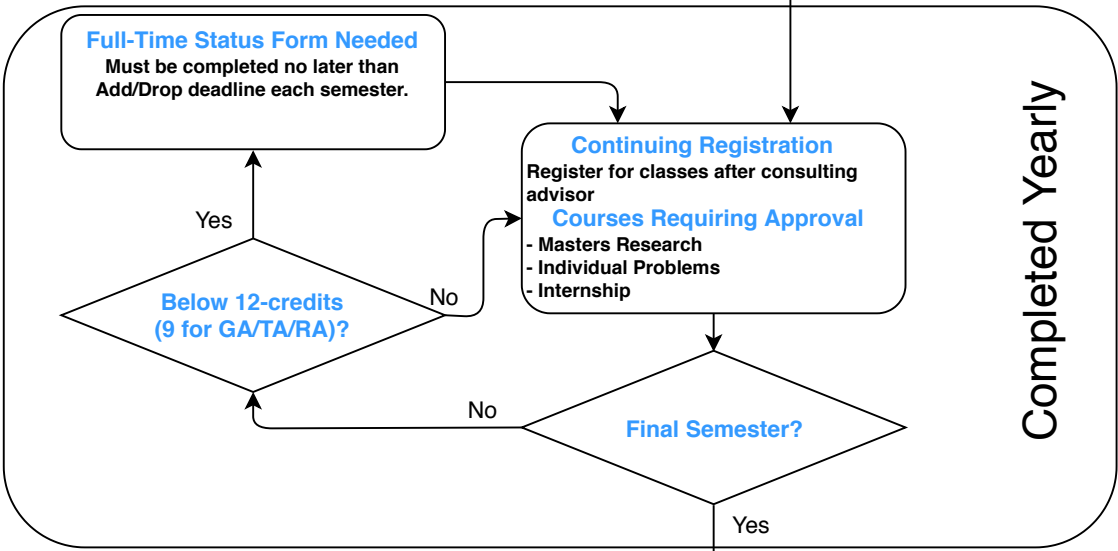 Full-Time Status Form Needed
Must be completed no later than
Add/Drop deadline each semester.
Continuing Registration
Register for classes after consulting
advisor
Courses Requiring Approval
- Masters Research
- Individual Problems
- Internship
Yes
Below 12-credits
(9 for GA/TA/RA)?
No
No
Final Semester?
Yes
Completed Yearly